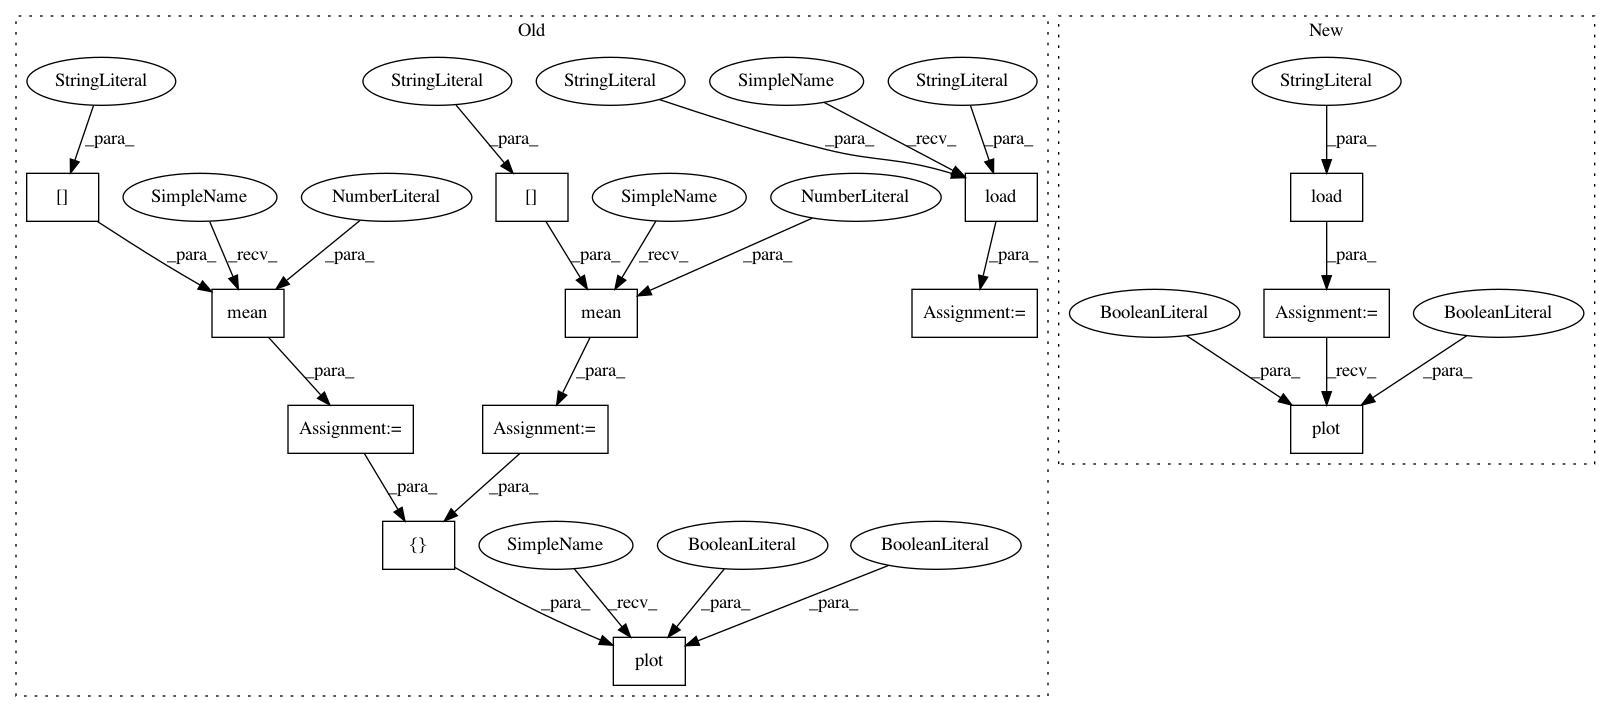 Old
New
StringLiteral
StringLiteral
StringLiteral
SimpleName
StringLiteral
StringLiteral
_para_
_para_
_para_
_recv_
_para_
_para_
[]
SimpleName
NumberLiteral
[]
SimpleName
NumberLiteral
load
load
_para_
_recv_
_para_
_para_
_recv_
_para_
_para_
_para_
mean
mean
Assignment:=
BooleanLiteral
Assignment:=
BooleanLiteral
_para_
_para_
_para_
_recv_
_para_
Assignment:=
Assignment:=
plot
_para_
_para_
{}
SimpleName
BooleanLiteral
BooleanLiteral
_para_
_recv_
_para_
_para_
plot